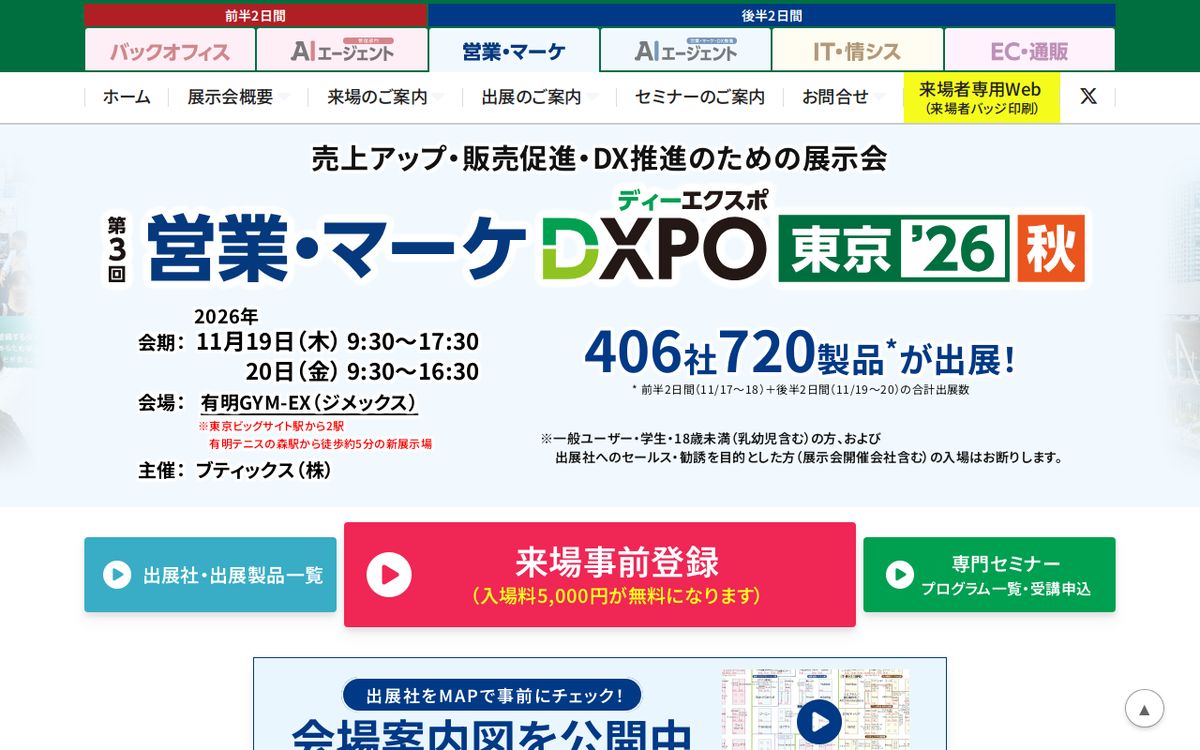 前半2日間
後半2日間
バックオフィス
AIエージェント
営業・マーケ
AIエージェント
IT・情シス
EC・通販
ホーム
展示会概要
来場のご案内
出展のご案内
セミナーのご案内
お問合せ
来場者専用Web
（来場者バッジ印刷）
X
売上アップ・販売促進・DX推進のための展示会
ディーエクスポ
第3回 営業・マーケ DXPO 東京 ’26 秋
2026年
会期： 11月19日（木） 9:30〜17:30
20日（金） 9:30〜16:30
会場： 有明GYM-EX（ジメックス）
※東京ビッグサイト駅から2駅
有明テニスの森駅から徒歩約5分の新展示場
主催： ブティックス（株）
406社720製品*が出展！
* 前半2日間（11/17〜18）＋後半2日間（11/19〜20）の合計出展数
※一般ユーザー・学生・18歳未満（乳幼児含む）の方、および
出展社へのセールス・勧誘を目的とした方（展示会開催会社含む）の入場はお断りします。
出展社・出展製品一覧
来場事前登録
（入場料5,000円が無料になります）
専門セミナー
プログラム一覧・受講申込
出展社をMAPで事前にチェック！
会場案内図を公開中
▲